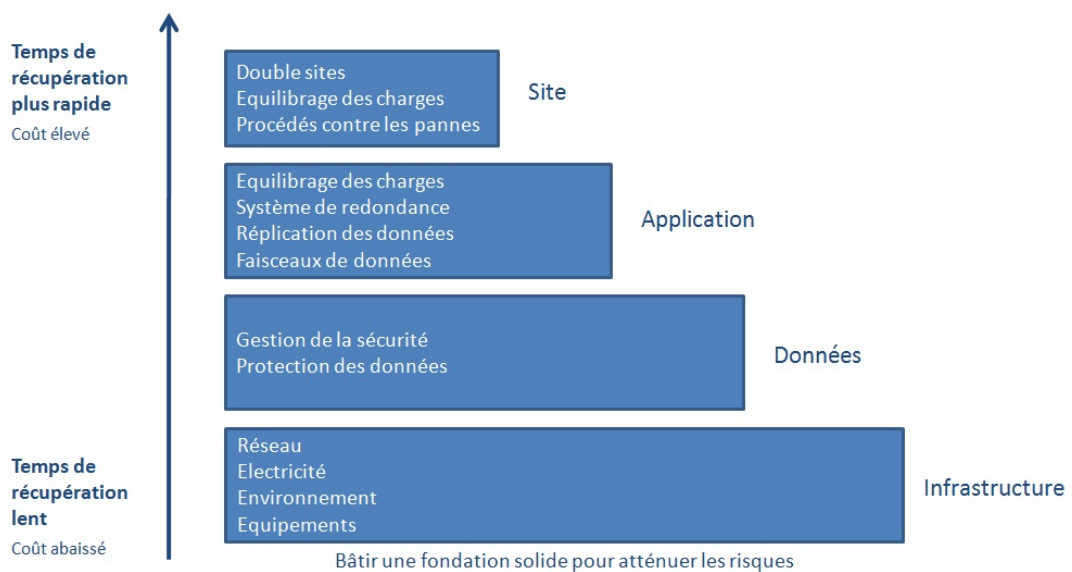 Temps de
récupération
plus rapide
Coût élevé
Double sites
Equilibrage des charges
Procédés contre les pannes
Site
Equilibrage des charges
Système de redondance
Réplication des données
Faisceaux de données
Application
Gestion de la sécurité
Protection des données
Données
Temps de
récupération
lent
Coût abaissé
Réseau
Electricité
Environnement
Equipements
Infrastructure
Bâtir une fondation solide pour atténuer les risques